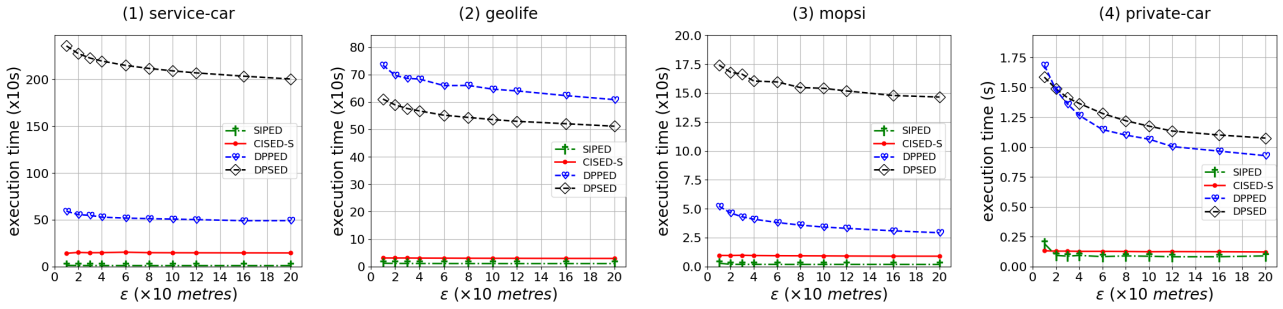 (1) service-car
execution time (x10s)
200
150
100
50
0
SIPED
CISED-S
DPPED
DPSED
0 2 4 6 8 10 12 14 16 18 20
ε (×10 metres)
(2) geolife
execution time (x10s)
80
70
60
50
40
30
20
10
0
SIPED
CISED-S
DPPED
DPSED
0 2 4 6 8 10 12 14 16 18 20
ε (×10 metres)
(3) mopsi
execution time (x10s)
20.0
17.5
15.0
12.5
10.0
7.5
5.0
2.5
0.0
SIPED
CISED-S
DPPED
DPSED
0 2 4 6 8 10 12 14 16 18 20
ε (×10 metres)
(4) private-car
execution time (s)
1.75
1.50
1.25
1.00
0.75
0.50
0.25
0.00
SIPED
CISED-S
DPPED
DPSED
0 2 4 6 8 10 12 14 16 18 20
ε (×10 metres)